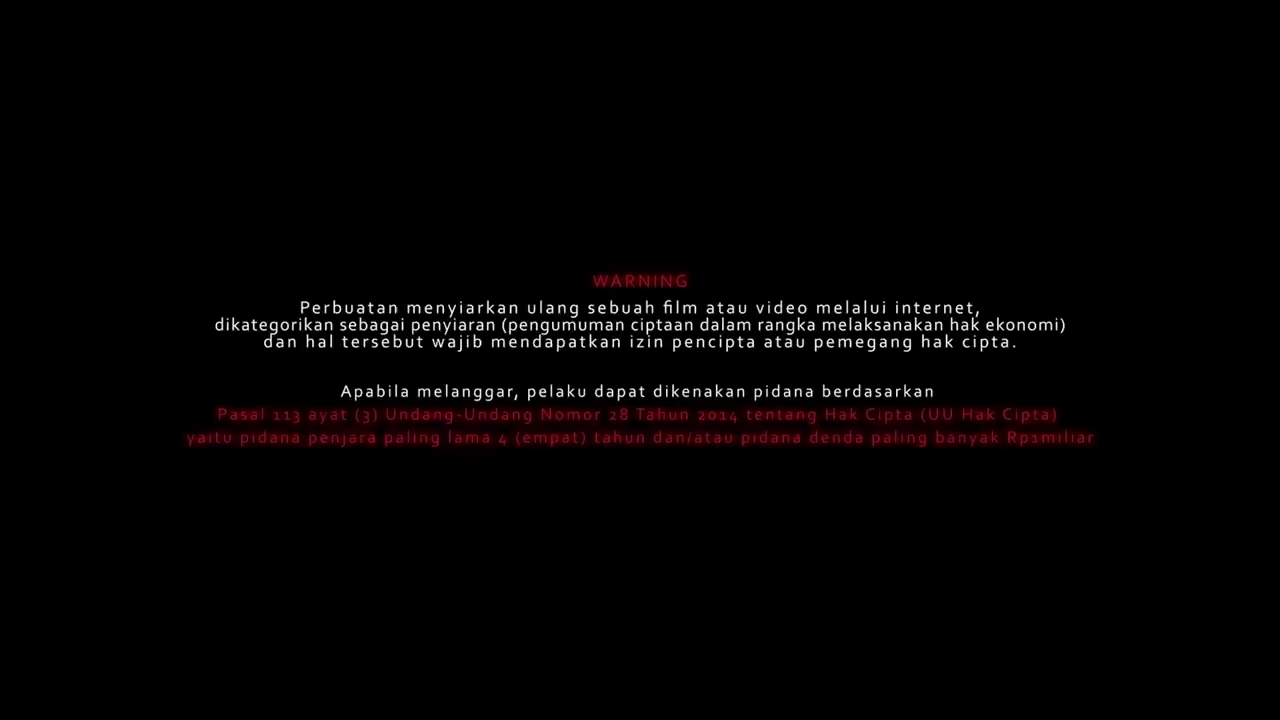 WARNING
Perbuatan menyiarkan ulang sebuah film atau video melalui internet,
dikategorikan sebagai penyiaran (pengumuman ciptaan dalam rangka melaksanakan hak ekonomi)
dan hal tersebut wajib mendapatkan izin pencipta atau pemegang hak cipta.
Apabila melanggar, pelaku dapat dikenakan pidana berdasarkan
Pasal 113 ayat (3) Undang-Undang Nomor 28 Tahun 2014 tentang Hak Cipta (UU Hak Cipta)
yaitu pidana penjara paling lama 4 (empat) tahun dan/atau pidana denda paling banyak Rp1miliar